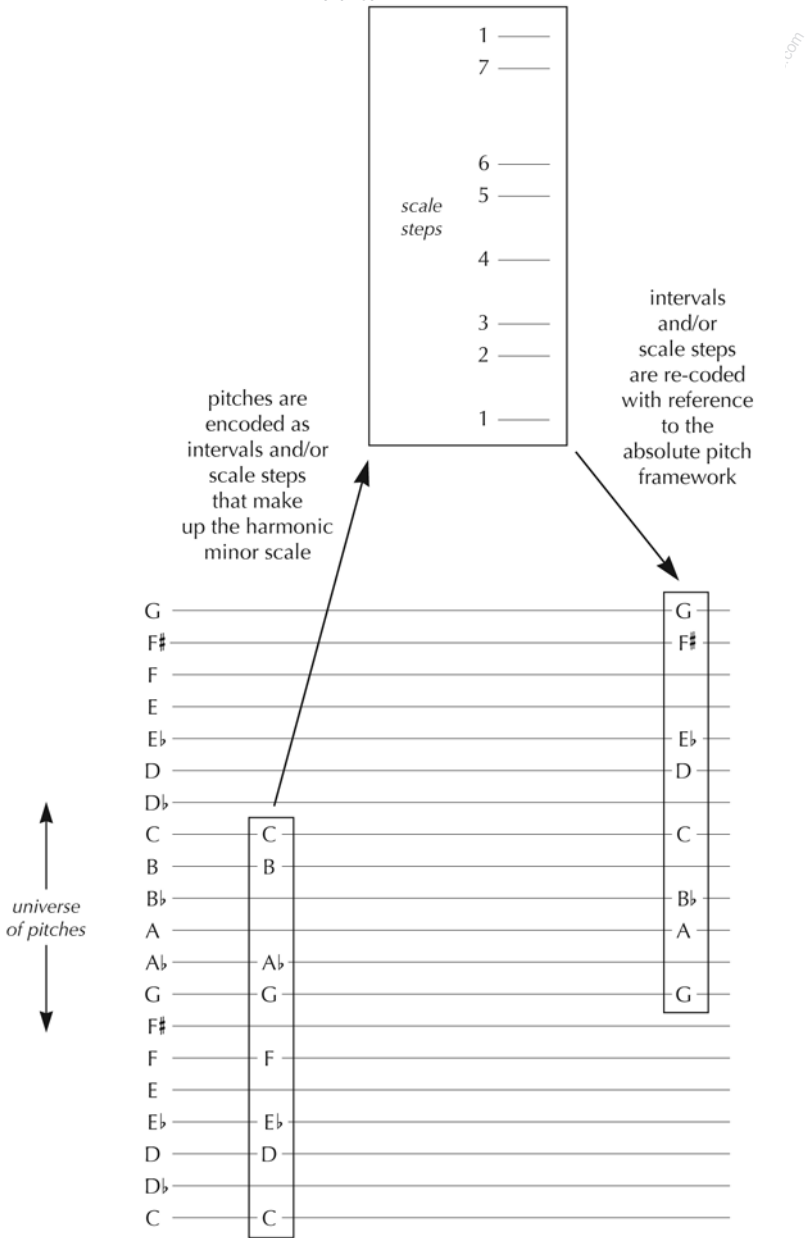 1
7
6
5
scale
steps
4
3
2
1
intervals
and/or
scale steps
are re-coded
with reference
to the
absolute pitch
framework
pitches are
encoded as
intervals and/or
scale steps
that make
up the harmonic
minor scale
G G
F♯ F♯
F
E
E♭ E♭
D D
D♭
C C C
B B
B♭ B♭
universe
of pitches
A A
A♭ A♭
G G G
F♯
F F
E
E♭ E♭
D D
D♭
C C
.com